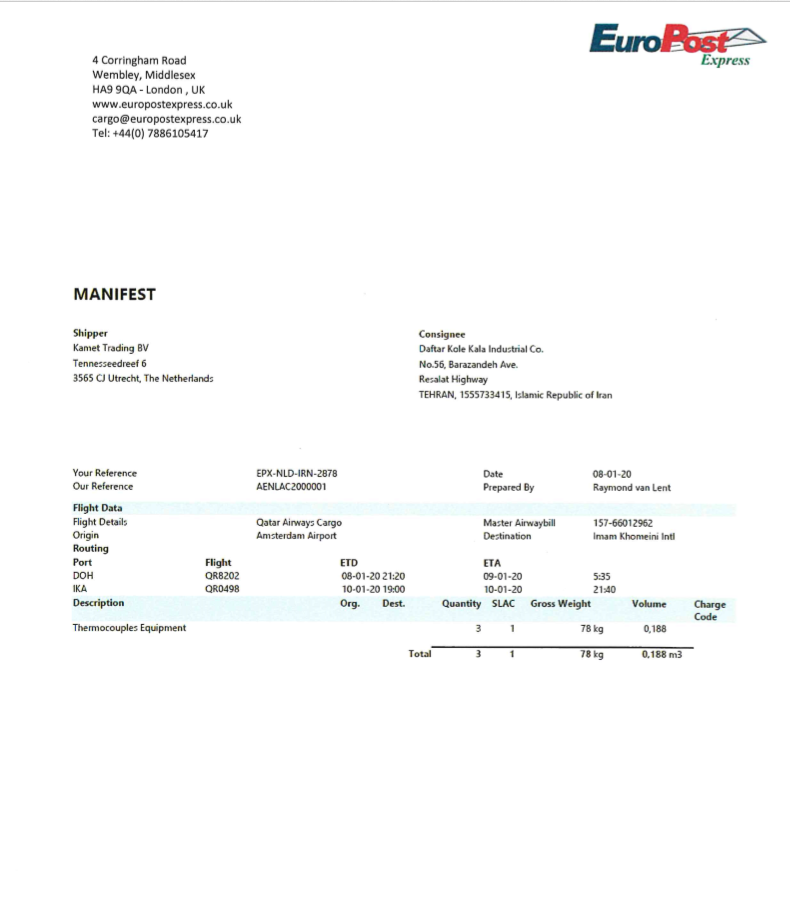 EuroPost
Express
4 Corringham Road
Wembley, Middlesex
HA9 9QA - London , UK
www.europostexpress.co.uk
cargo@europostexpress.co.uk
Tel: +44(0) 7886105417
MANIFEST
Shipper
Kamet Trading BV
Tennesseedreef 6
3565 CJ Utrecht, The Netherlands
Consignee
Daftar Kole Kala Industrial Co.
No.56, Barazandeh Ave.
Resalat Highway
TEHRAN, 1555733415, Islamic Republic of Iran
Your Reference EPX-NLD-IRN-2878 Date 08-01-20
Our Reference AENLAC2000001 Prepared By Raymond van Lent
Flight Data
Flight Details Qatar Airways Cargo Master Airwaybill 157-66012962
Origin Amsterdam Airport Destination Imam Khomeini Intl
Routing
Port Flight ETD ETA
DOH QR8202 08-01-20 21:20 09-01-20 5:35
IKA QR0498 10-01-20 19:00 10-01-20 21:40
Description Org. Dest. Quantity SLAC Gross Weight Volume Charge
Code
Thermocouples Equipment 3 1 78 kg 0,188
Total 3 1 78 kg 0,188 m3